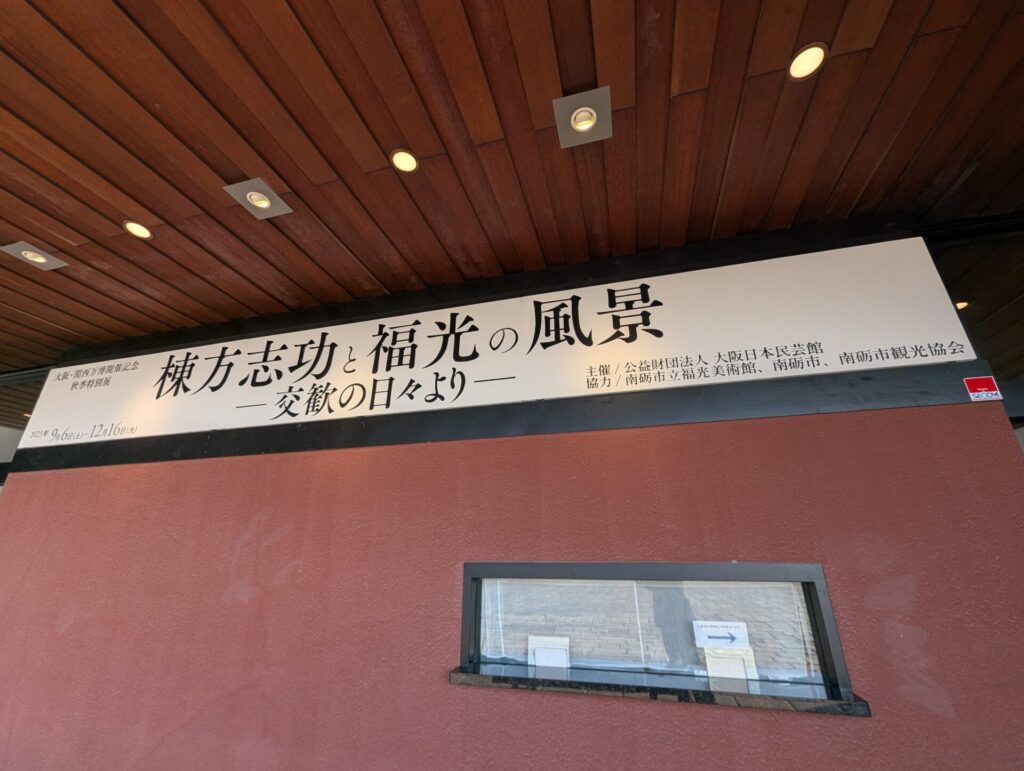 大阪・関西万博開催記念
秋季特別展
2025年 9月6日(土)―12月16日(火)
棟方志功と福光の風景
―交歓の日々より―
主催/公益財団法人 大阪日本民芸館
協力/南砺市立福光美術館、南砺市、南砺市観光協会
SECOM